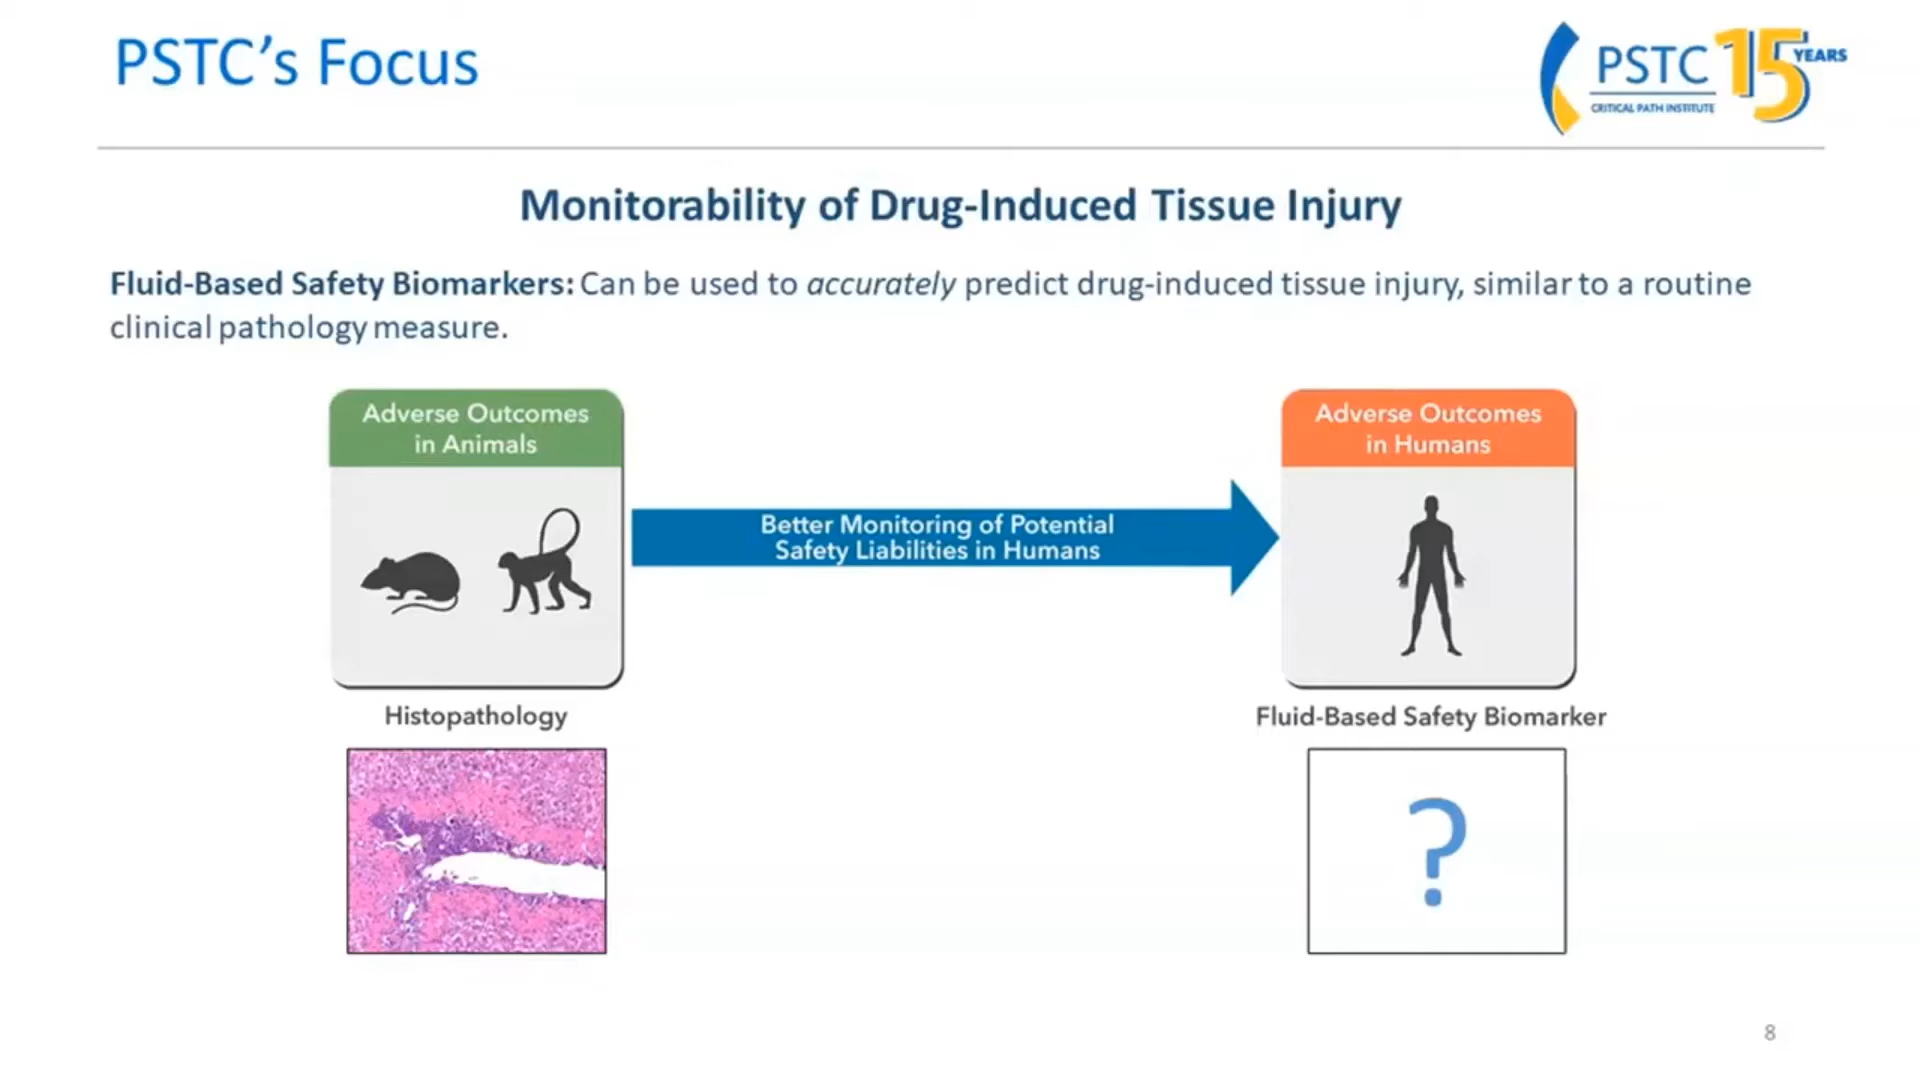 PSTC's Focus
PSTC
CRITICAL PATH INSTITUTE
15
YEARS
Monitorability of Drug-Induced Tissue Injury
Fluid-Based Safety Biomarkers: Can be used to accurately predict drug-induced tissue injury, similar to a routine
clinical pathology measure.
Adverse Outcomes
in Animals
Better Monitoring of Potential
Safety Liabilities in Humans
Adverse Outcomes
in Humans
Histopathology
Fluid-Based Safety Biomarker
?
8